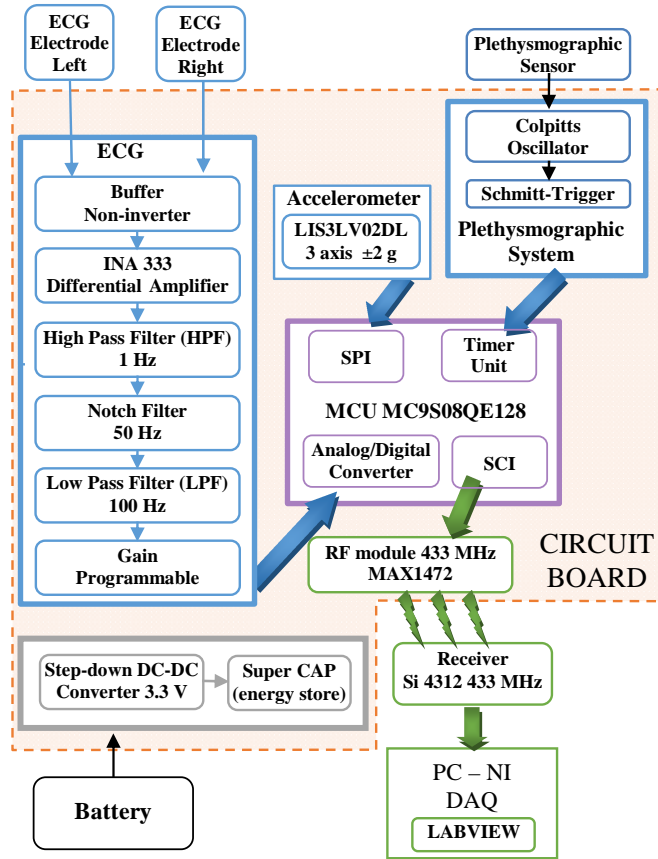 ECG
Electrode
Left
ECG
Electrode
Right
Plethysmographic
Sensor
ECG
Buffer
Non-inverter
INA 333
Differential Amplifier
High Pass Filter (HPF)
1 Hz
Notch Filter
50 Hz
Low Pass Filter (LPF)
100 Hz
Gain
Programmable
Accelerometer
LIS3LV02DL
3 axis ±2 g
Colpitts
Oscillator
Schmitt-Trigger
Plethysmographic
System
SPI
Timer
Unit
MCU MC9S08QE128
Analog/Digital
Converter
SCI
RF module 433 MHz
MAX1472
CIRCUIT
BOARD
Step-down DC-DC
Converter 3.3 V
Super CAP
(energy store)
Receiver
Si 4312 433 MHz
Battery
PC – NI
DAQ
LABVIEW